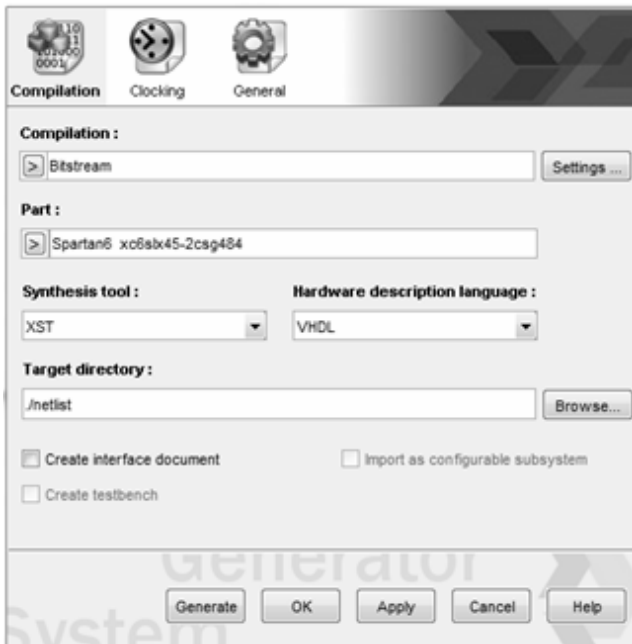 Compilation
Clocking
General
Compilation :
> Bitstream
Settings ...
Part :
> Spartan6 xc6slx45-2csg484
Synthesis tool :
Hardware description language :
XST
VHDL
Target directory :
./netlist
Browse...
Create interface document
Import as configurable subsystem
Create testbench
Generator
System
Generate
OK
Apply
Cancel
Help